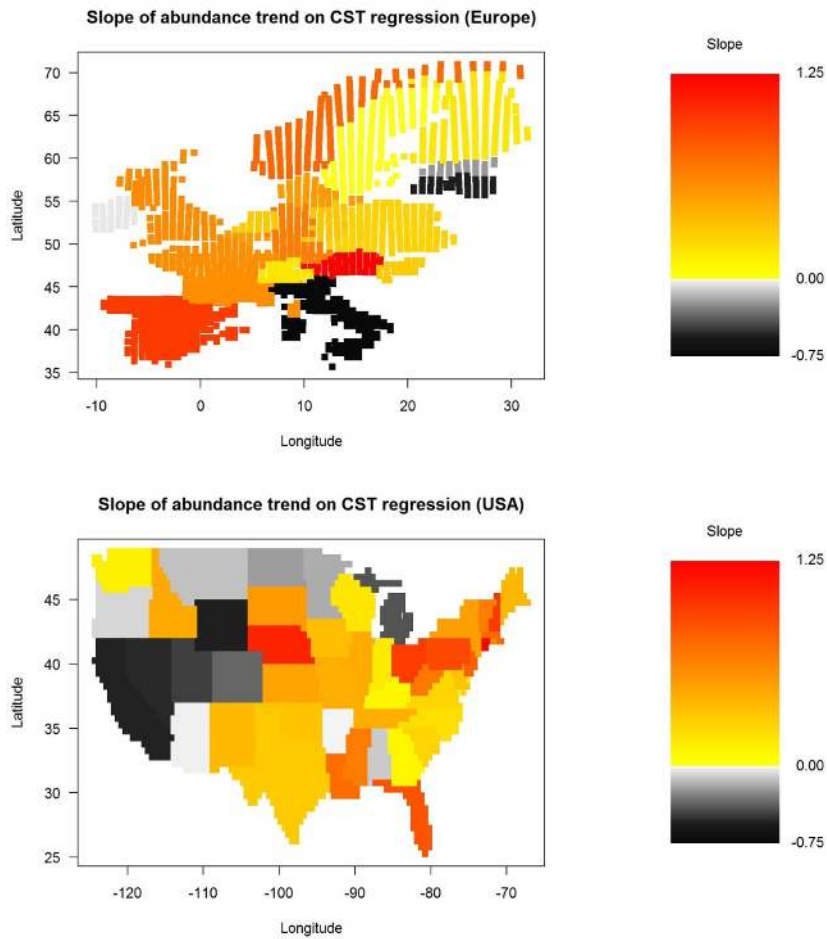 Slope of abundance trend on CST regression (Europe)
Slope
70
65
60
55
50
45
40
35
Latitude
-10 0 10 20 30
Longitude
1.25
0.00
-0.75
Slope of abundance trend on CST regression (USA)
Slope
45
40
35
30
25
Latitude
-120 -110 -100 -90 -80 -70
Longitude
1.25
0.00
-0.75